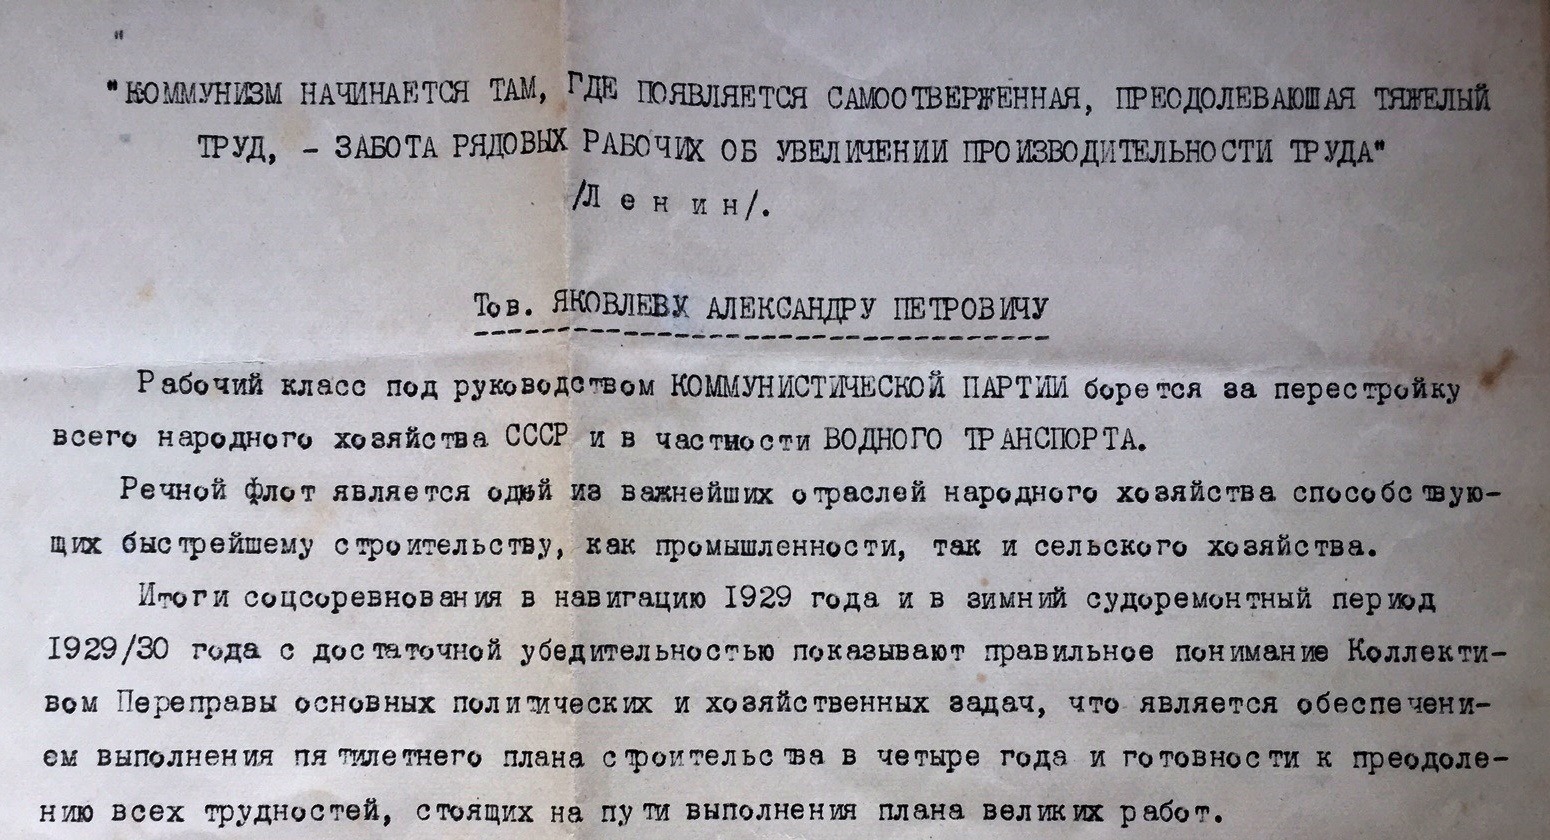 "
"КОММУНИЗМ НАЧИНАЕТСЯ ТАМ, ГДЕ ПОЯВЛЯЕТСЯ САМООТВЕРЖЕННАЯ, ПРЕОДОЛЕВАЮШАЯ ТЯЖЕЛЫЙ
ТРУД, - ЗАБОТА РЯДОВЫХ РАБОЧИХ ОБ УВЕЛИЧЕНИИ ПРОИЗВОДИТЕЛЬНОСТИ ТРУДА"
/Л е н и н/.
Тов. ЯКОВЛЕВУ АЛЕКСАНДРУ ПЕТРОВИЧУ
Рабочий класс под руководством КОММУНИСТИЧЕСКОЙ ПАРТИИ борется за перестройку
всего народного хозяйства СССР и в частности ВОДНОГО ТРАНСПОРТА.
Речной флот является одной из важнейших отраслей народного хозяйства способствую-
щих быстрейшему строительству, как промышленности, так и сельского хозяйства.
Итоги соцсоревнования в навигацию 1929 года и в зимний судоремонтный период
1929/30 года с достаточной убедительностью показывают правильное понимание Коллекти-
вом Переправы основных политических и хозяйственных задач, что является обеспечени-
ем выполнения пятилетнего плана строительства в четыре года и готовности к преодоле-
нию всех трудностей, стоящих на пути выполнения плана великих работ.